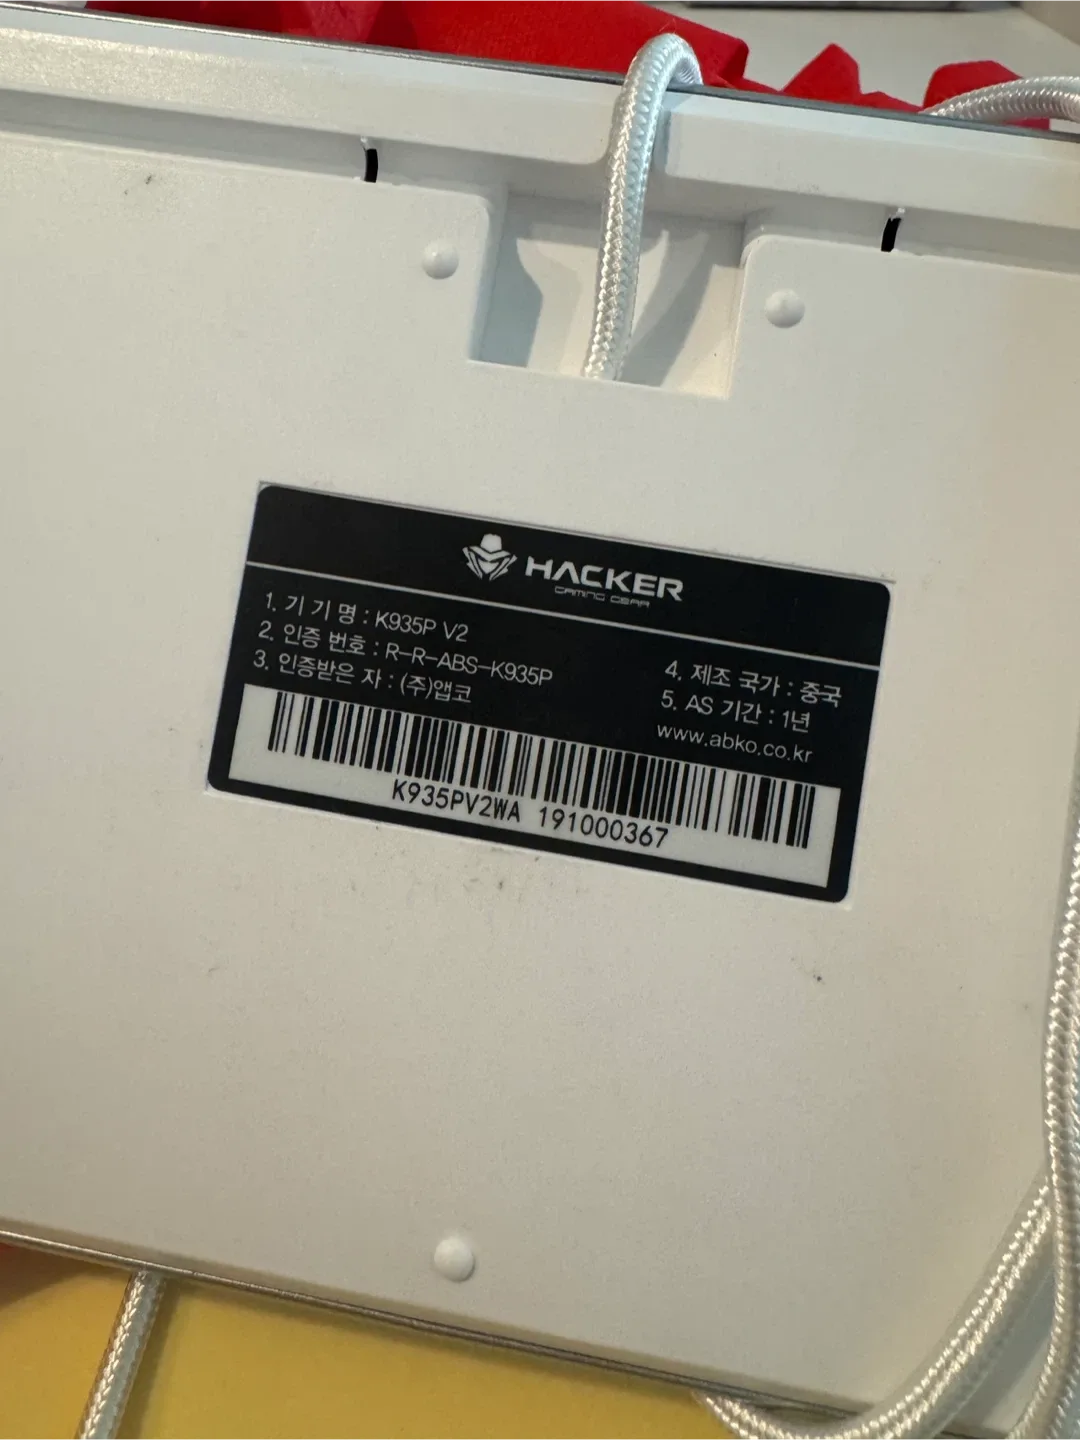 HACKER
GAMING GEAR
1. 기 기 명 : K935P V2
2. 인증 번호 : R-R-ABS-K935P
3. 인증받은 자 : (주)앱코
4. 제조 국가 : 중국
5. AS 기간 : 1년
www.abko.co.kr
K935PV2WA 191000367